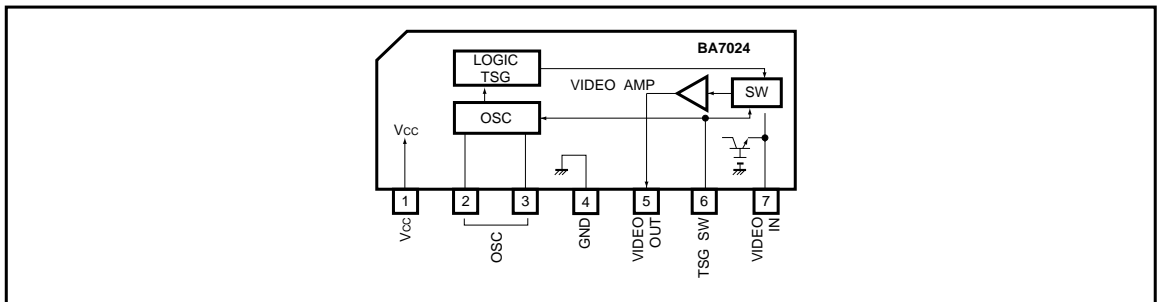 BA7024
LOGIC
TSG
VIDEO AMP
SW
OSC
Vcc
1
2
3
4
5
6
7
Vcc
OSC
GND
VIDEO
OUT
TSG SW
VIDEO
IN